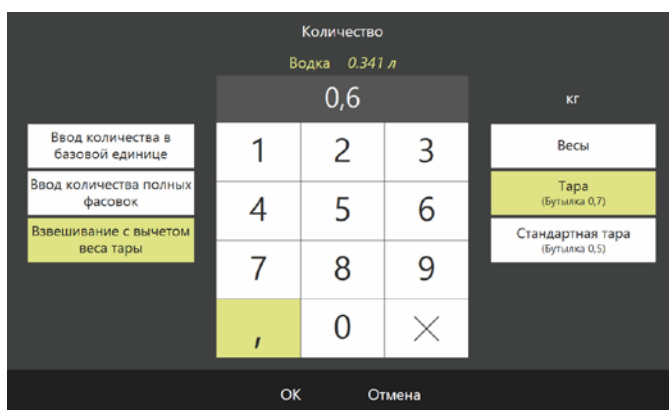 Количество
Водка 0.341 л
0,6
кг
Ввод количества в
базовой единице
Ввод количества полных
фасовок
Взвешивание с вычетом
веса тары
1 2 3
4 5 6
7 8 9
, 0 ×
Весы
Тара
(Бутылка 0,7)
Стандартная тара
(Бутылка 0,5)
ОК Отмена